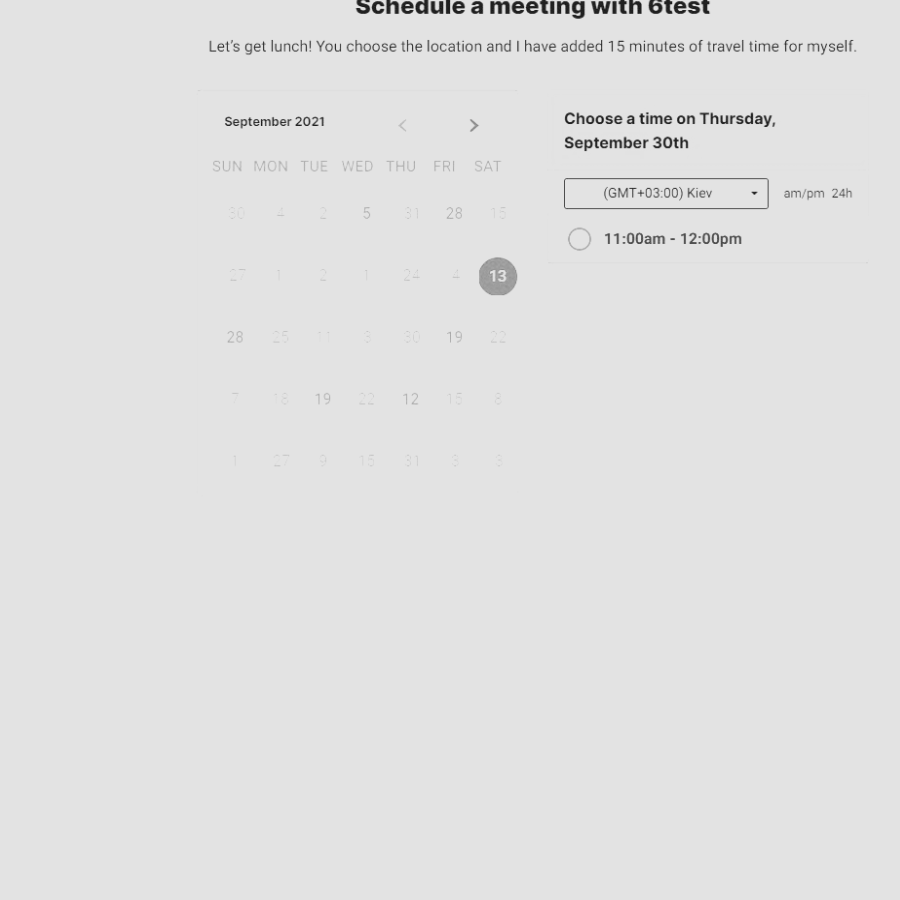 Schedule a meeting with 6test
Let's get lunch! You choose the location and I have added 15 minutes of travel time for myself.
September 2021
SUN MON TUE WED THU FRI SAT
30 4 2 5 31 28 15
27 1 2 1 24 4 13
28 25 11 3 30 19 22
7 18 19 22 12 15 8
1 27 9 15 31 3 3
Choose a time on Thursday,
September 30th
(GMT+03:00) Kiev am/pm 24h
11:00am - 12:00pm